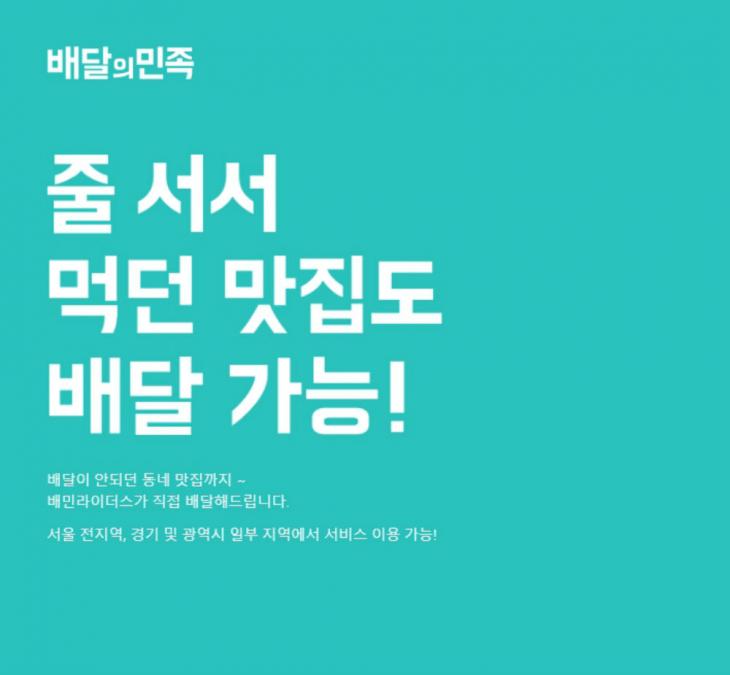 배달의민족
줄 서서
먹던 맛집도
배달 가능!
배달이 안되던 동네 맛집까지 ~
배민라이더스가 직접 배달해드립니다.
서울 전지역, 경기 및 광역시 일부 지역에서 서비스 이용 가능!